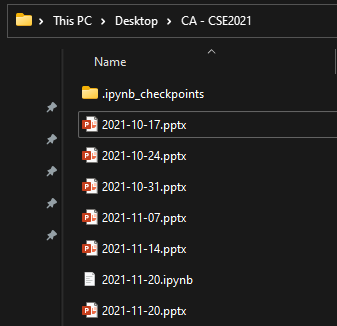 This PC > Desktop > CA - CSE2021
Name
.ipynb_checkpoints
2021-10-17.pptx
2021-10-24.pptx
2021-10-31.pptx
2021-11-07.pptx
2021-11-14.pptx
2021-11-20.ipynb
2021-11-20.pptx